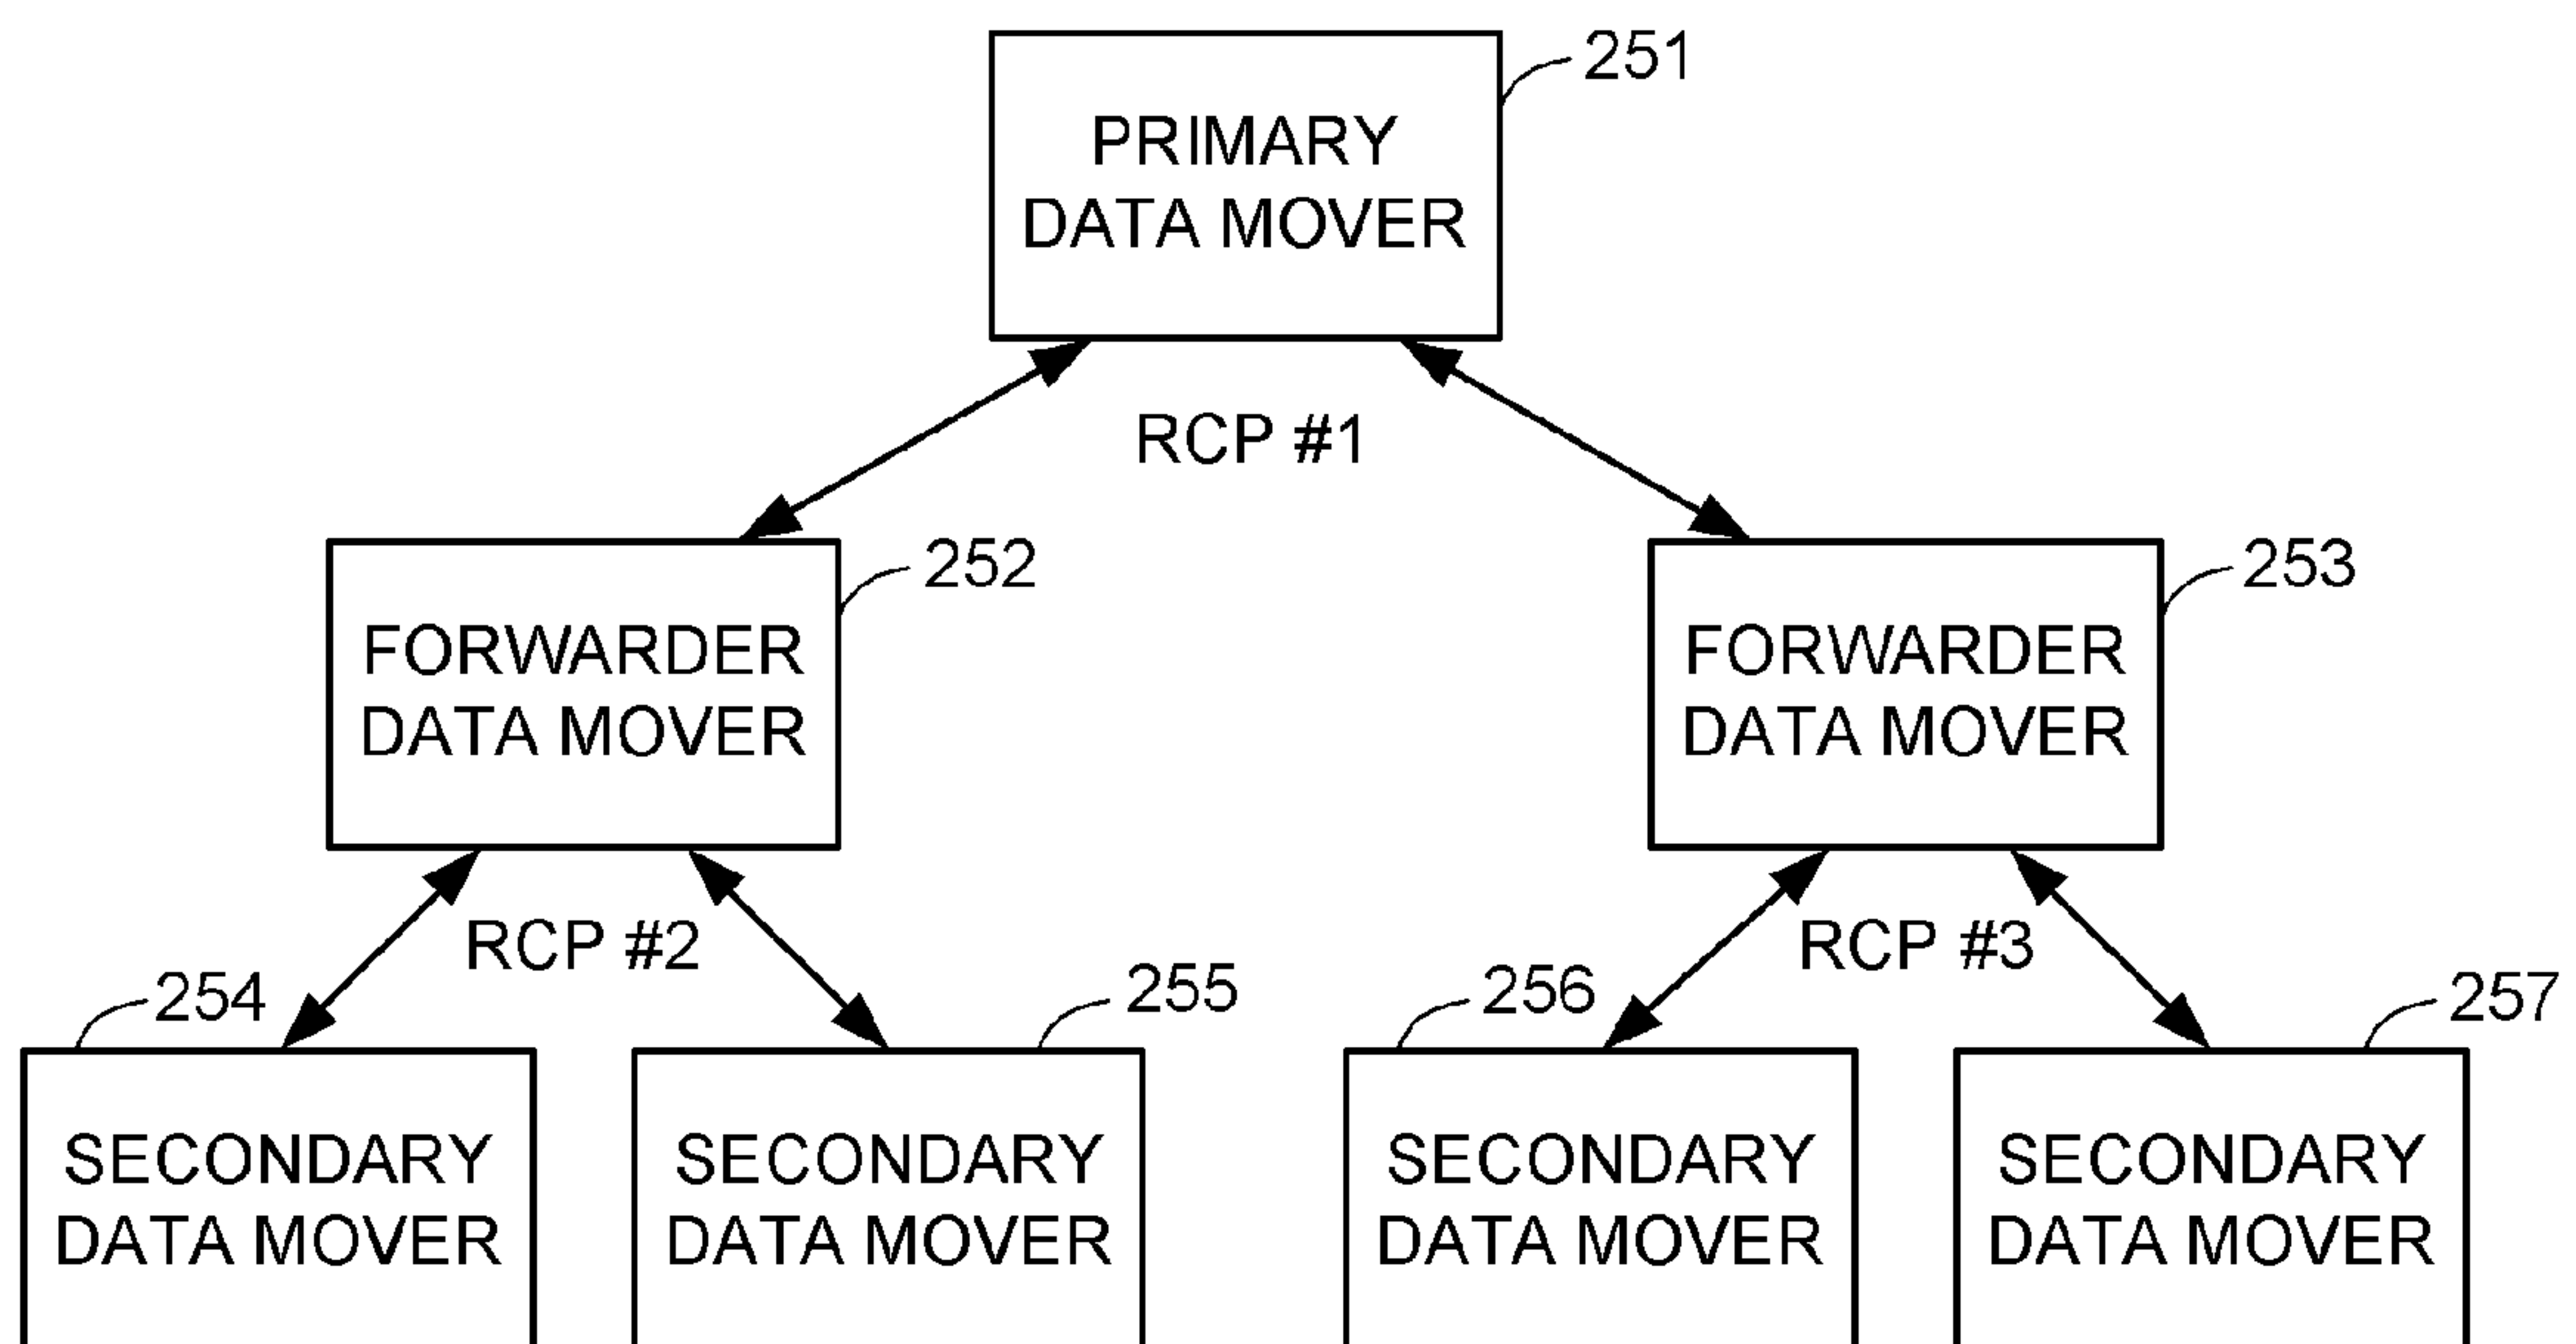 251
PRIMARY
DATA MOVER
RCP #1
252
253
FORWARDER
DATA MOVER
FORWARDER
DATA MOVER
RCP #2
RCP #3
254
255
256
257
SECONDARY
DATA MOVER
SECONDARY
DATA MOVER
SECONDARY
DATA MOVER
SECONDARY
DATA MOVER